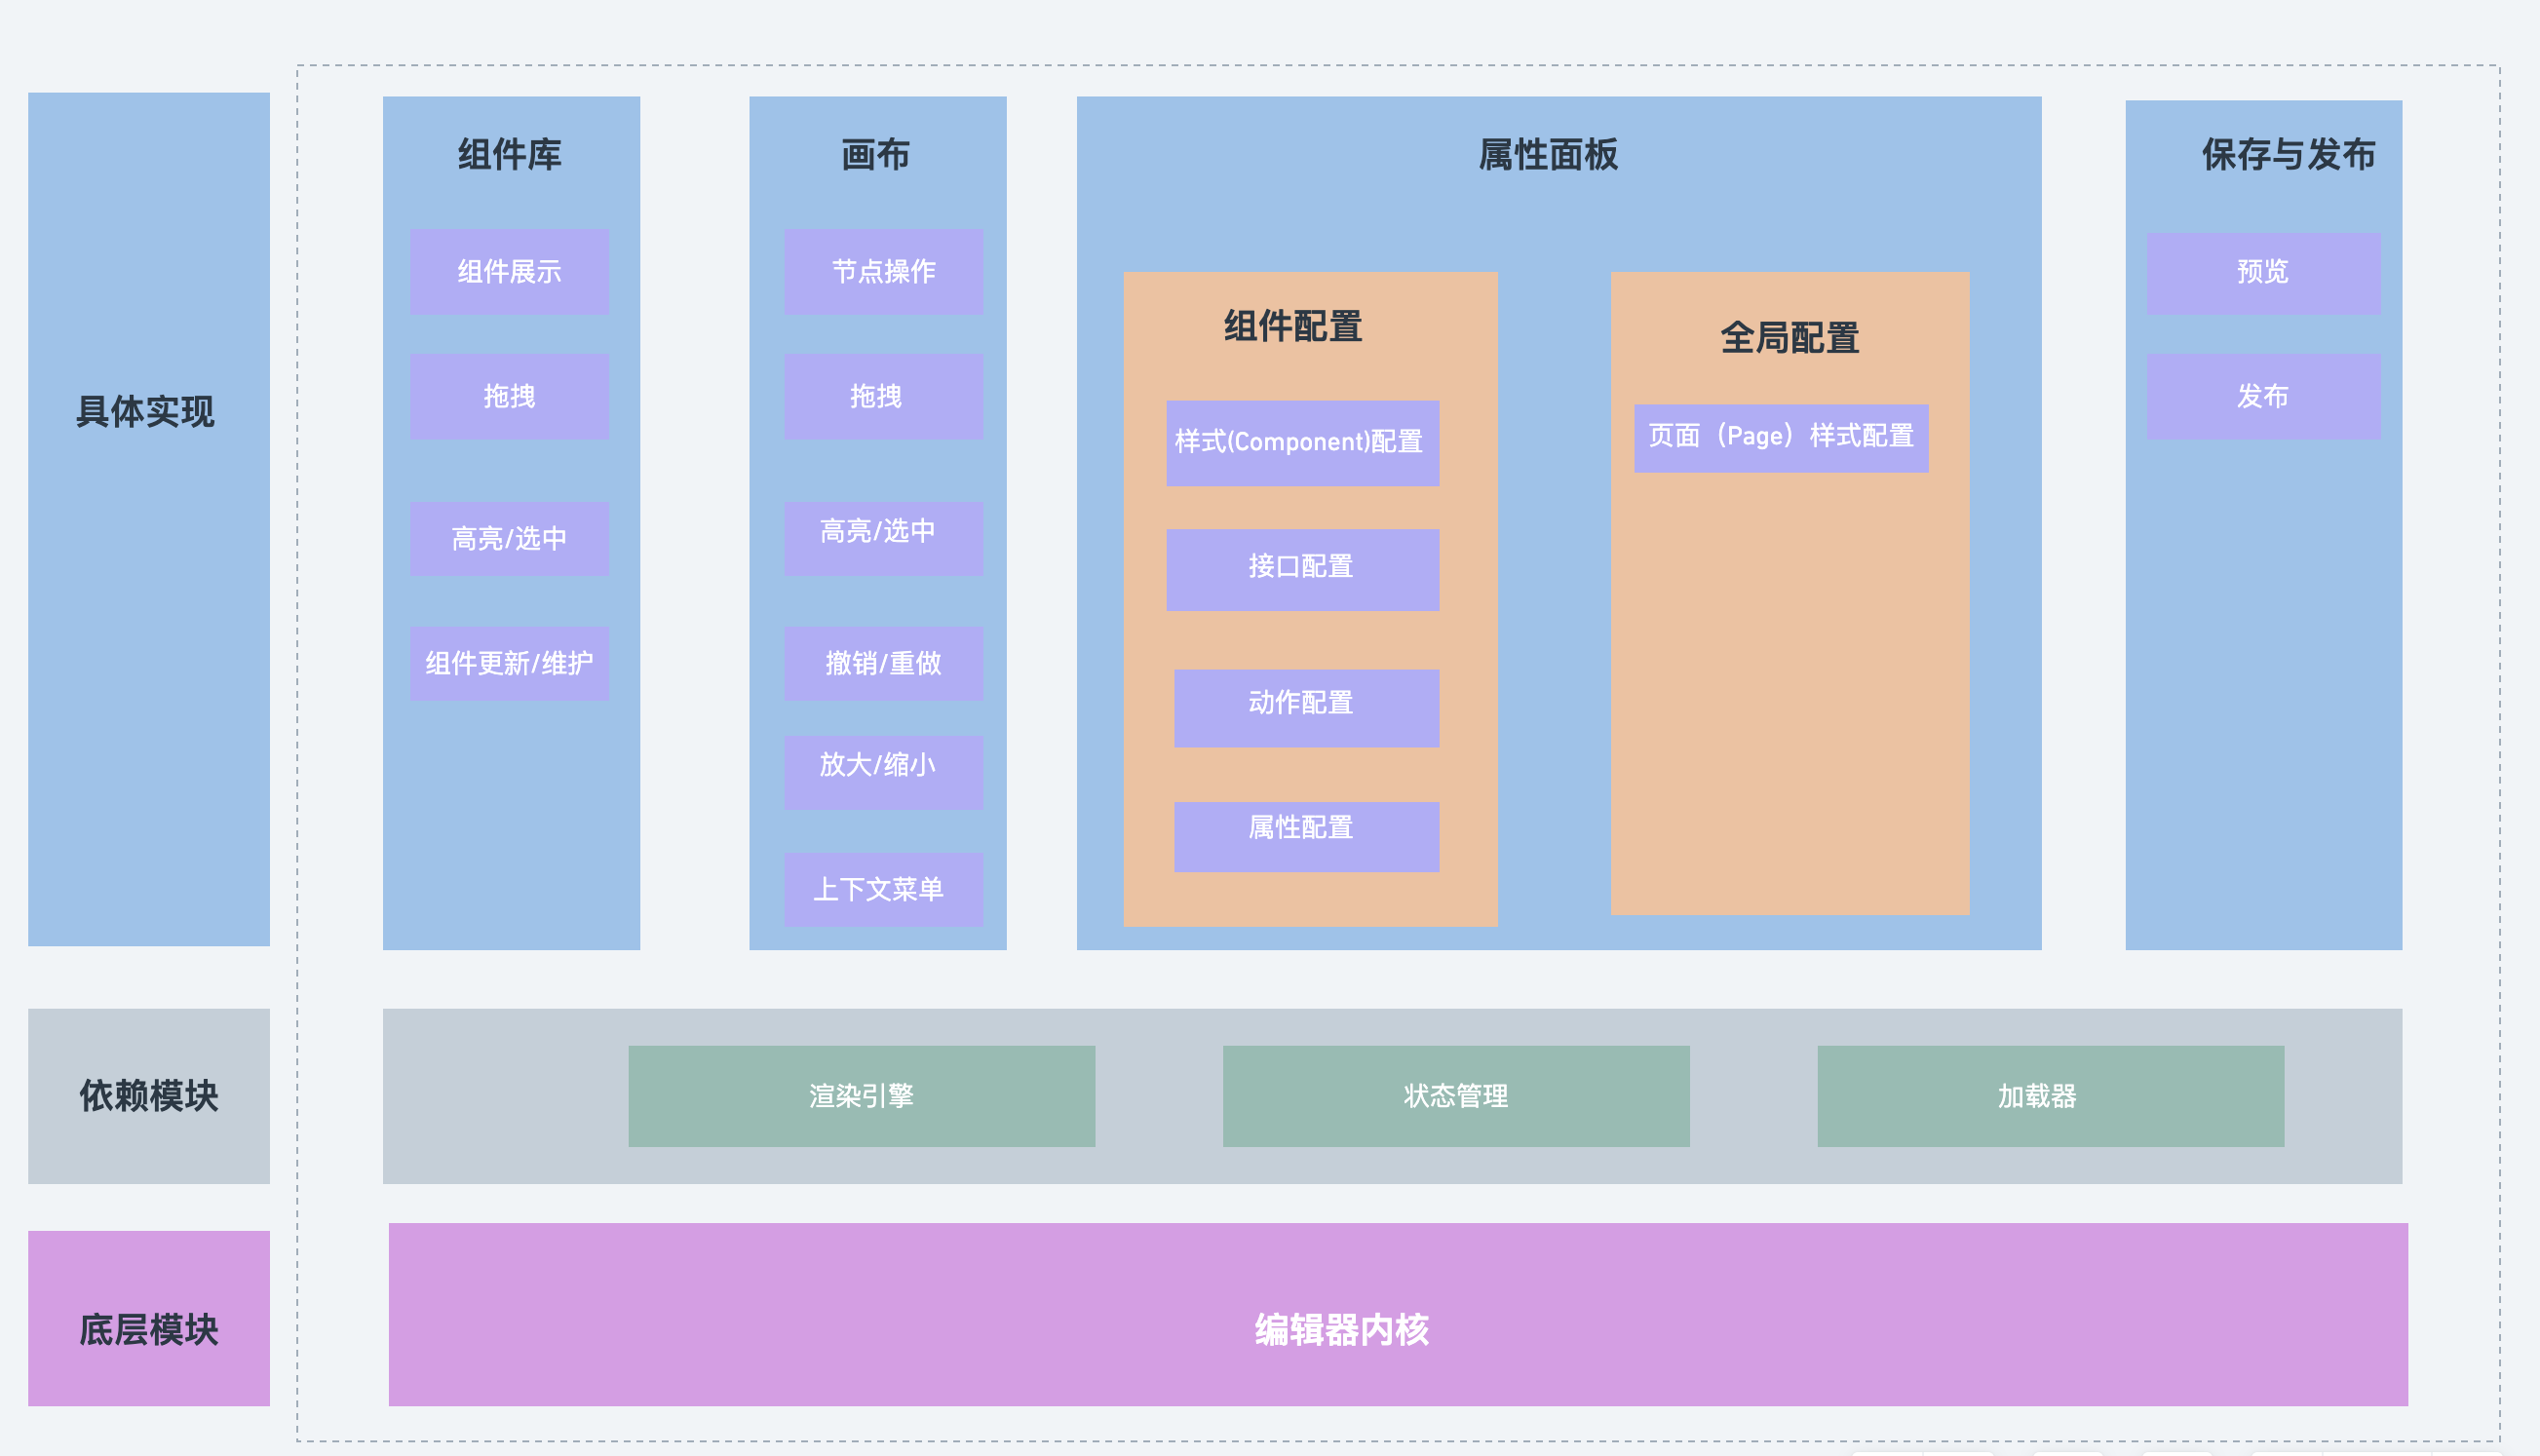 具体实现
组件库
组件展示
拖拽
高亮/选中
组件更新/维护
画布
节点操作
拖拽
高亮/选中
撤销/重做
放大/缩小
上下文菜单
属性面板
组件配置
样式(Component)配置
接口配置
动作配置
属性配置
全局配置
页面（Page）样式配置
保存与发布
预览
发布
依赖模块
渲染引擎
状态管理
加载器
底层模块
编辑器内核